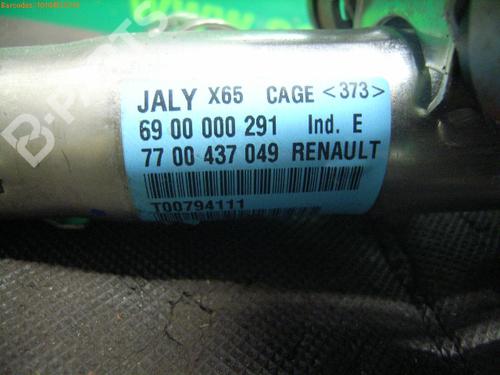 JALY X65 CAGE <373>
69 00 000 291 Ind. E
77 00 437 049 RENAULT
T00794111
B-PARTS